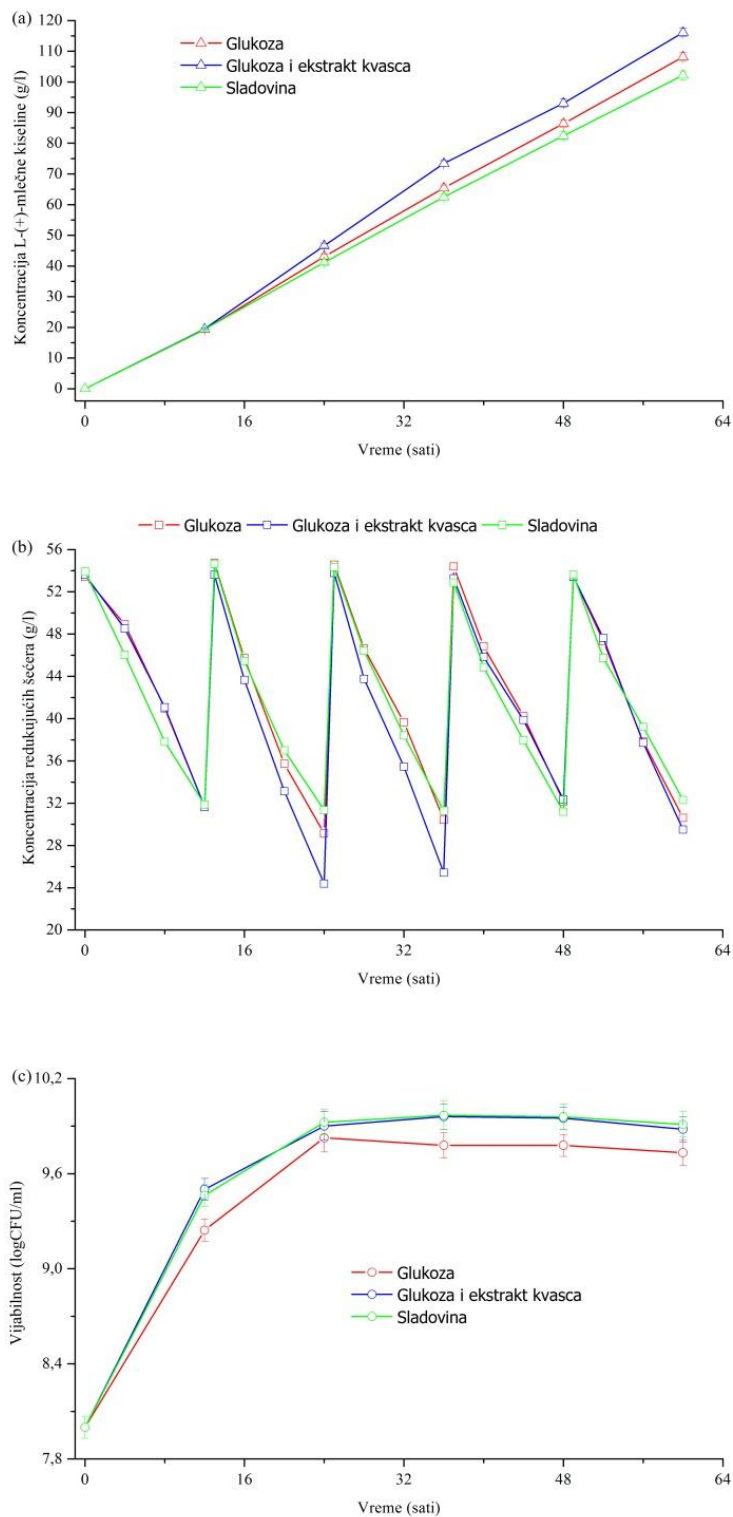 (a)
120
110
100
90
80
70
60
50
40
30
20
10
0
Koncentracija L-(+)-mlečne kiseline (g/l)
Glukoza
Glukoza i ekstrakt kvasca
Sladovina
0 16 32 48 64
Vreme (sati)
Glukoza Glukoza i ekstrakt kvasca Sladovina
(b)
56
52
48
44
40
36
32
28
24
20
Koncentracija redukujućih šećera (g/l)
0 16 32 48 64
Vreme (sati)
(c)
10,2
9,6
9,0
8,4
7,8
Vijabilnost (logCFU/ml)
Glukoza
Glukoza i ekstrakt kvasca
Sladovina
0 16 32 48 64
Vreme (sati)